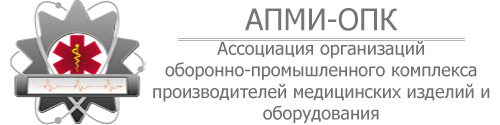 АПМИ-ОПК
Ассоциация организаций
оборонно-промышленного комплекса
производителей медицинских изделий и
оборудования